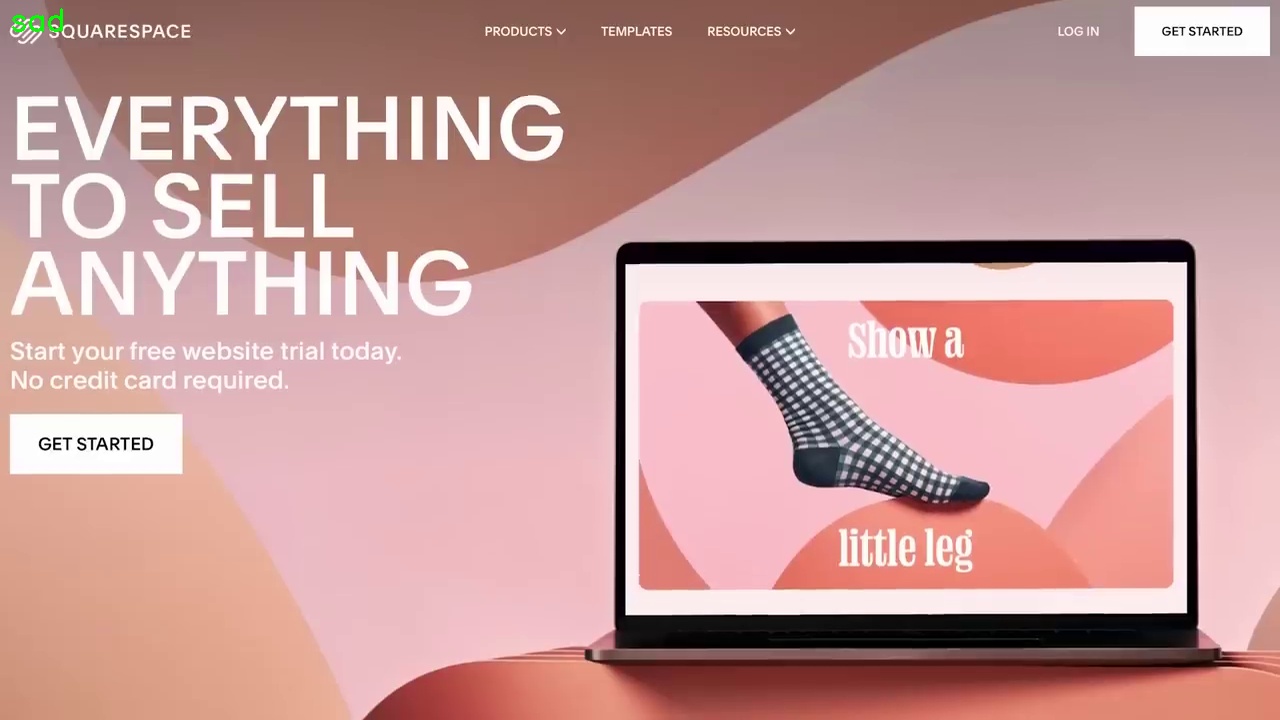 sad
SQUARESPACE
PRODUCTS
TEMPLATES
RESOURCES
LOG IN
GET STARTED
EVERYTHING
TO SELL
ANYTHING
Start your free website trial today.
No credit card required.
GET STARTED
Show a
little leg